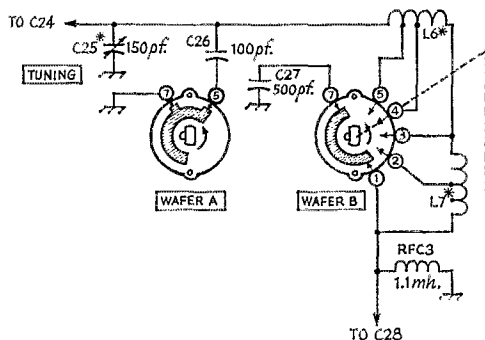 TO C24
C25*
150pf.
C26
100pf.
L6*
TUNING
C27
500pf.
7
5
7
5
4
3
2
1
L7*
WAFER A
WAFER B
RFC3
1.1mh.
TO C28